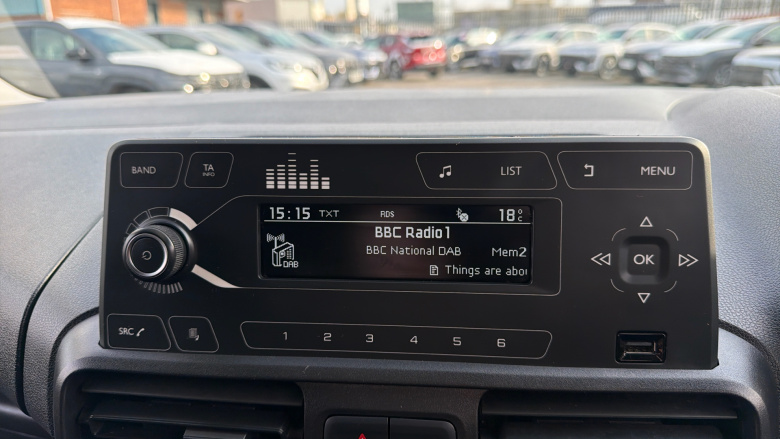 BAND
TA
INFO
LIST
MENU
15:15 TXT RDS 18°C
BBC Radio 1
BBC National DAB Mem2
DAB
Things are abou
OK
SRC
1 2 3 4 5 6